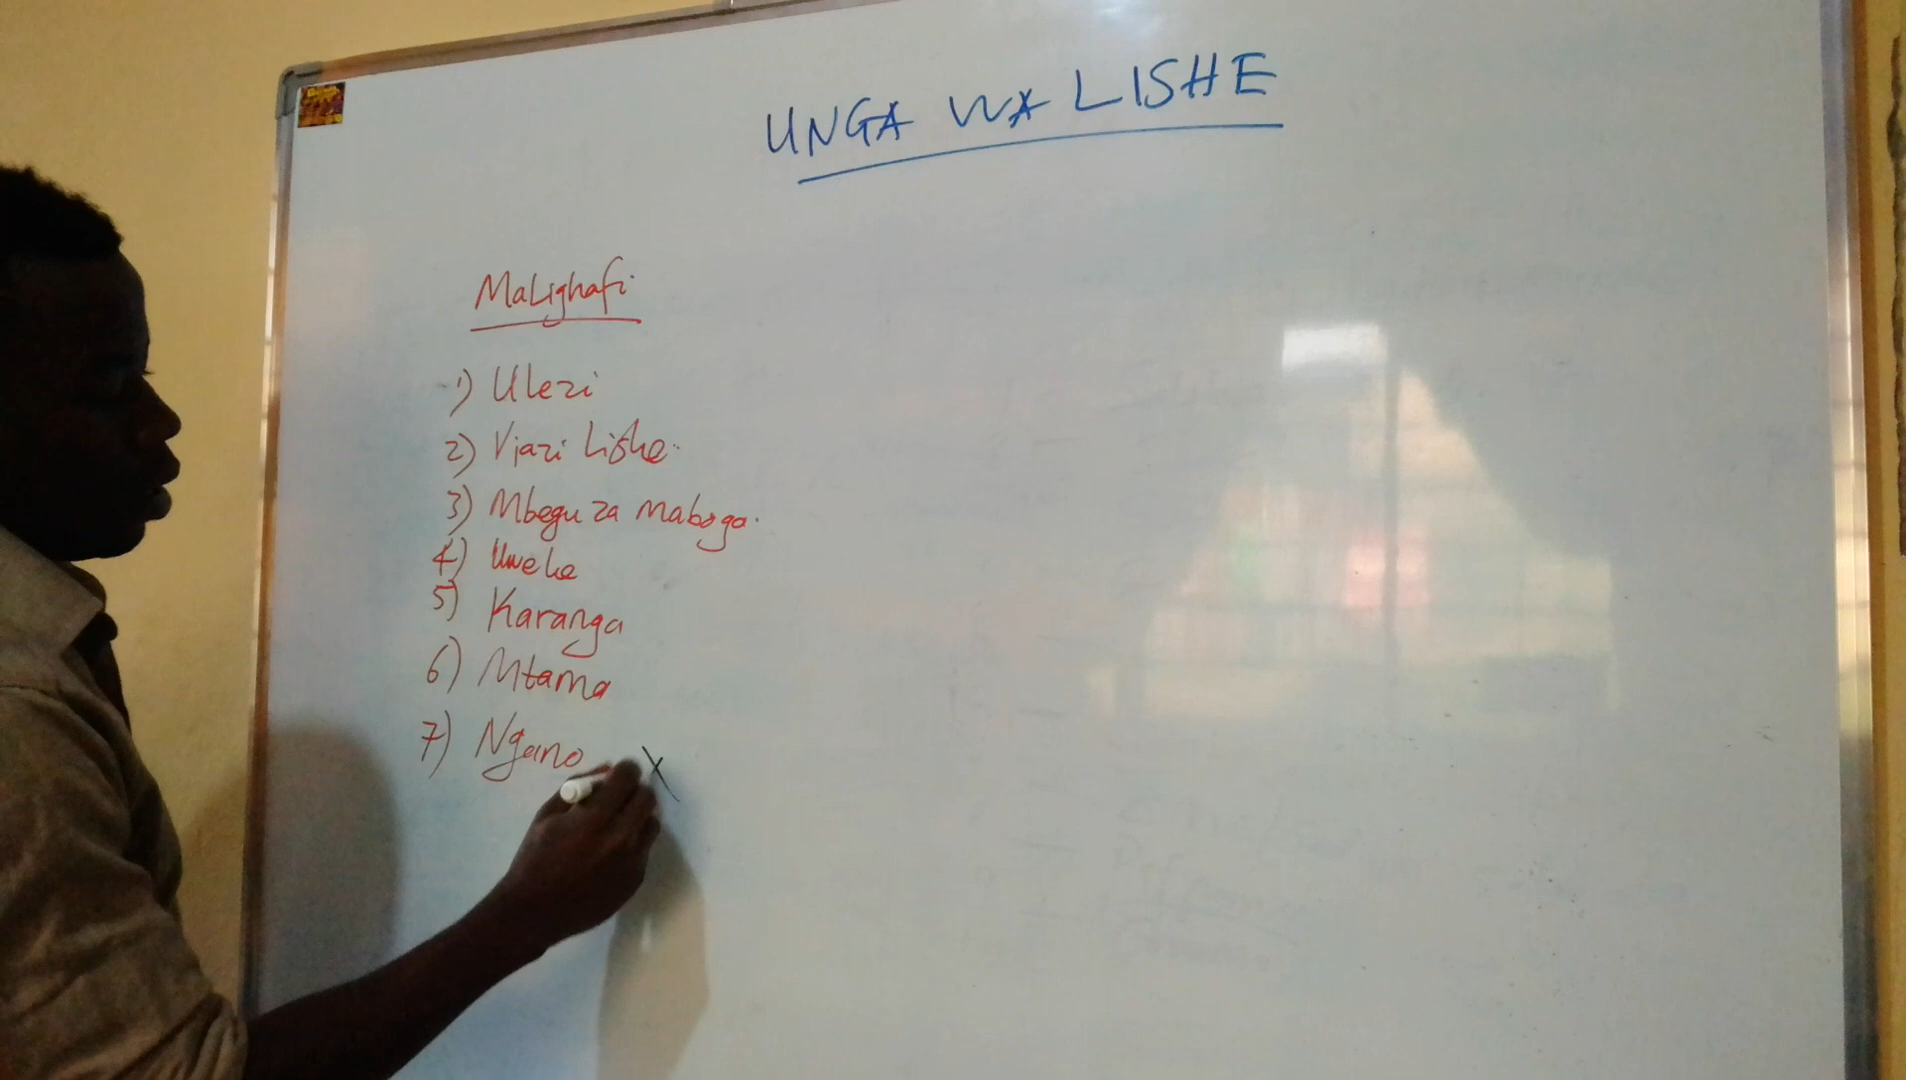 UNGA WA LISHE
Malighafi
1) Ulezi
2) Viazi Lishe.
3) Mbegu za maboga.
4) Uwele
5) Karanga
6) Mtama
7) Ngano X